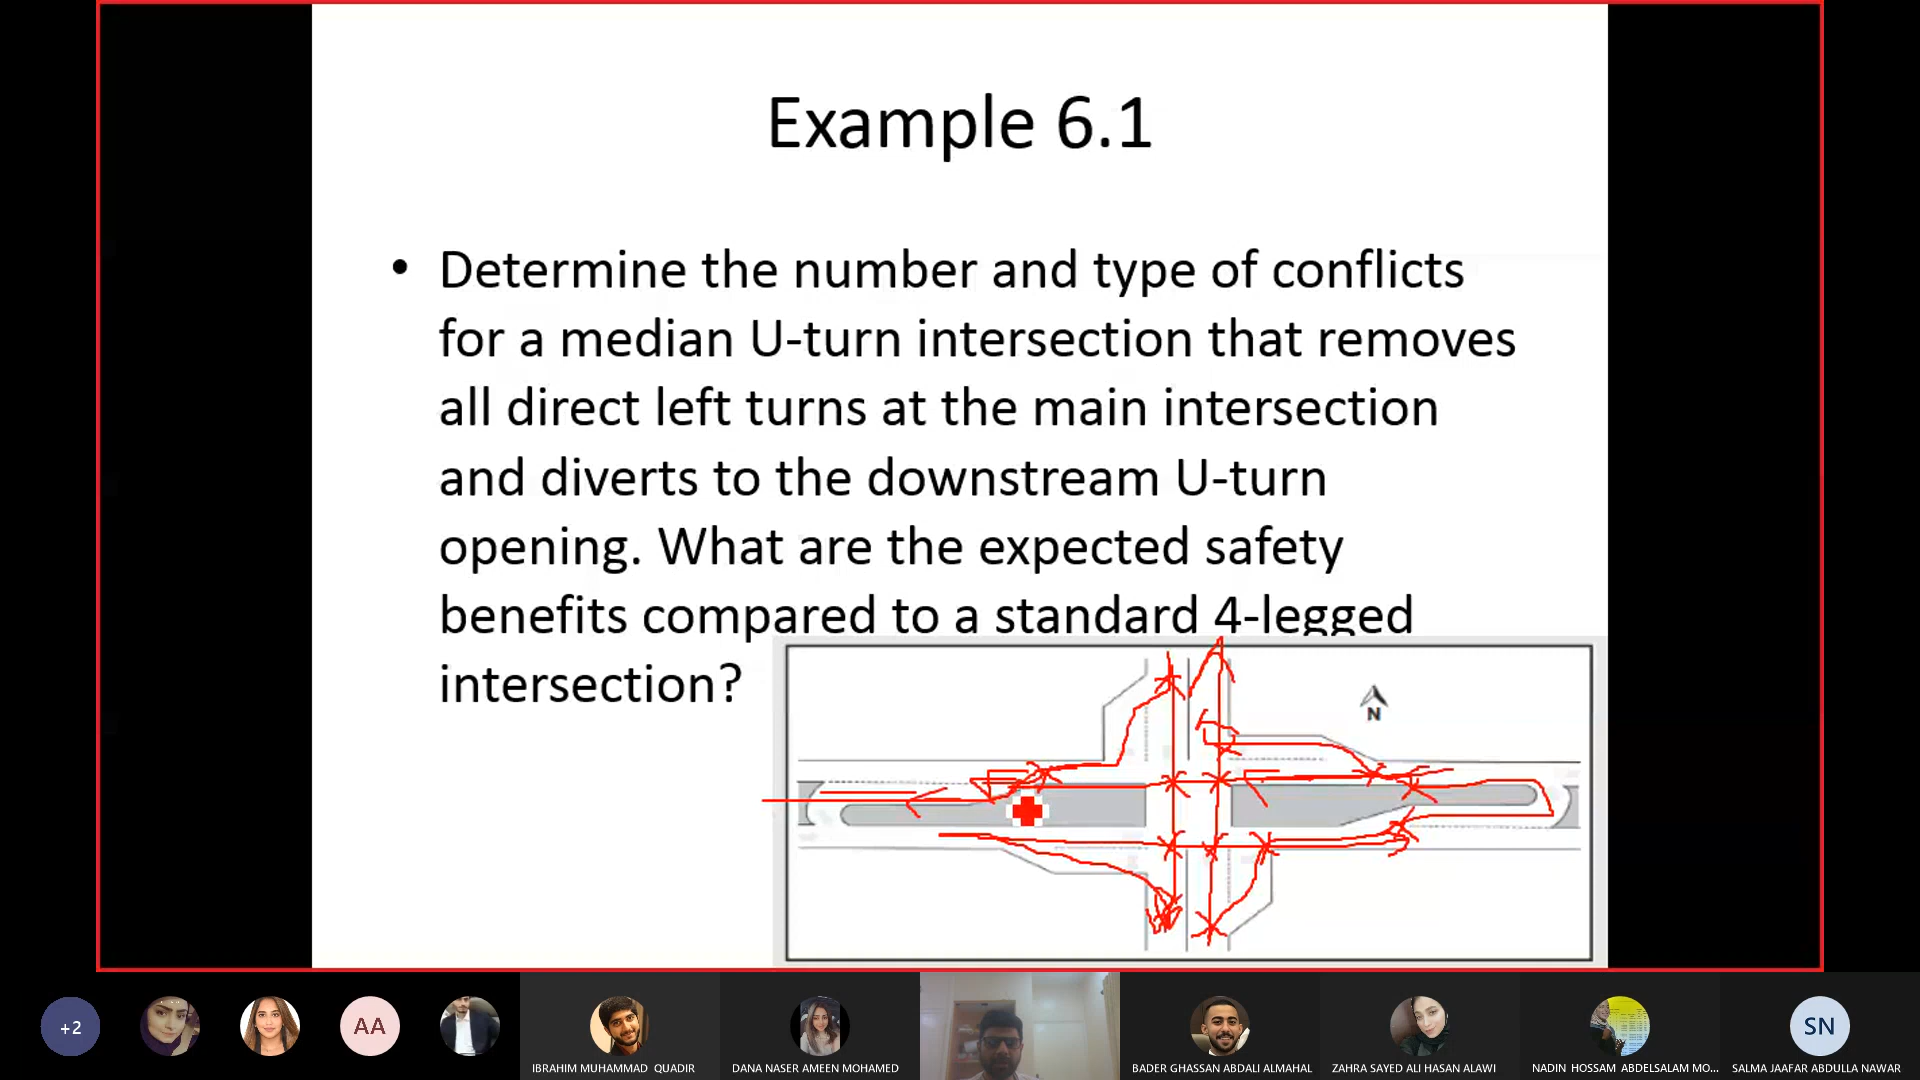 Example 6.1
• Determine the number and type of conflicts
for a median U-turn intersection that removes
all direct left turns at the main intersection
and diverts to the downstream U-turn
opening. What are the expected safety
benefits compared to a standard 4-legged
intersection?
N
+2
AA
IBRAHIM MUHAMMAD QUADIR
DANA NASER AMEEN MOHAMED
BADER GHASSAN ABDALI ALMAHAL
ZAHRA SAYED ALI HASAN ALAWI
NADIN HOSSAM ABDELSALAM MO...
SN
SALMA JAAFAR ABDULLA NAWAR